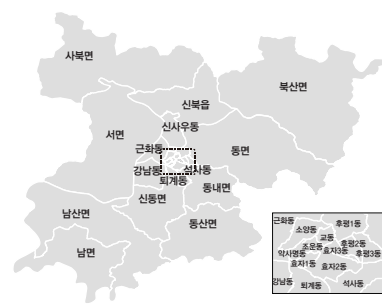 사북면
북산면
신북읍
신사우동
서면
근화동
동면
강남동
석사동
퇴계동
동내면
신동면
남산면
동산면
남면
근화동
후평1동
소양동
교동
조운동
후평2동
약사명동
효자3동
후평3동
효자1동
효자2동
강남동
퇴계동
석사동